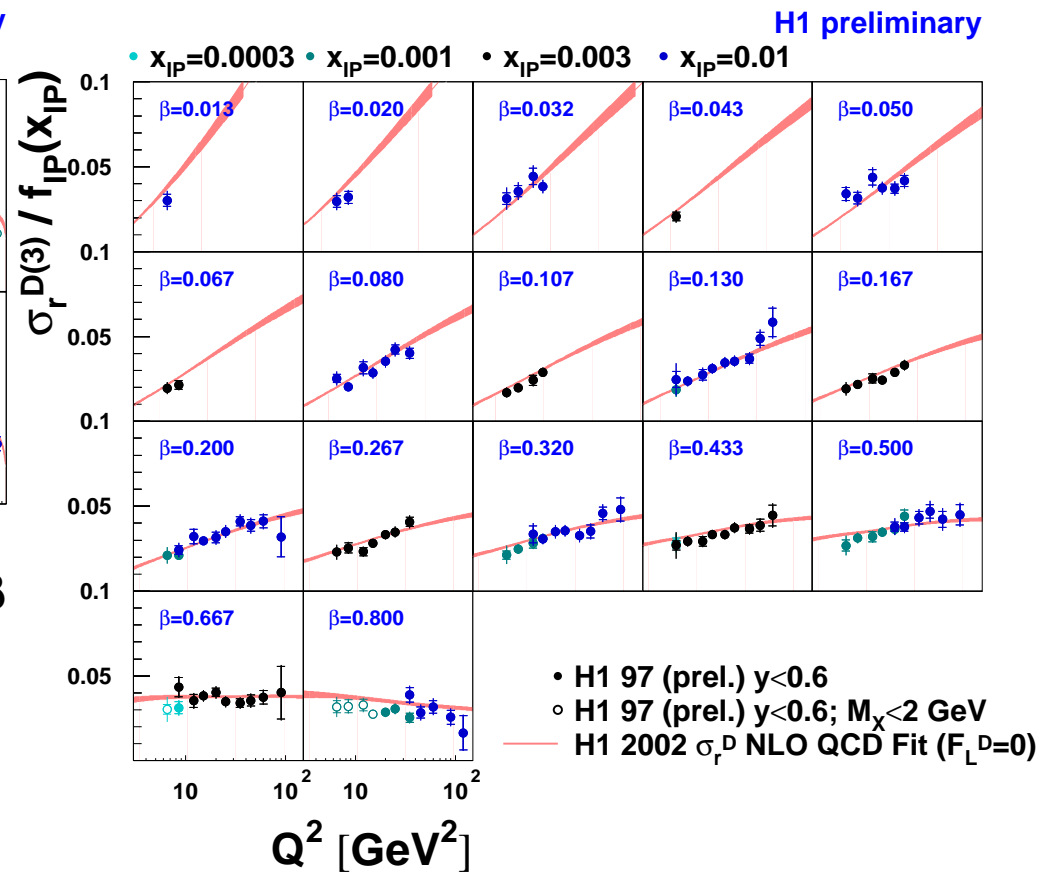 H1 preliminary
x_IP=0.0003 x_IP=0.001 x_IP=0.003 x_IP=0.01
σ_r^D(3) / f_IP(x_IP)
0.1
β=0.013 β=0.020 β=0.032 β=0.043 β=0.050
0.05
0.1
β=0.067 β=0.080 β=0.107 β=0.130 β=0.167
0.05
0.1
β=0.200 β=0.267 β=0.320 β=0.433 β=0.500
0.05
0.1
β=0.667 β=0.800
0.05
H1 97 (prel.) y<0.6
H1 97 (prel.) y<0.6; M_X<2 GeV
H1 2002 σ_r^D NLO QCD Fit (F_L^D=0)
10 10^2 10 10^2
Q^2 [GeV^2]